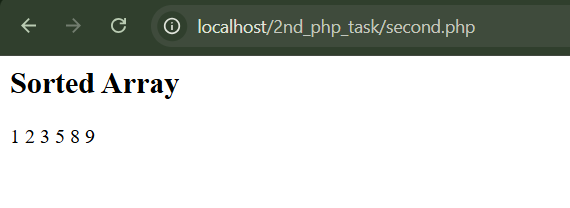 localhost/2nd_php_task/second.php
Sorted Array
1 2 3 5 8 9